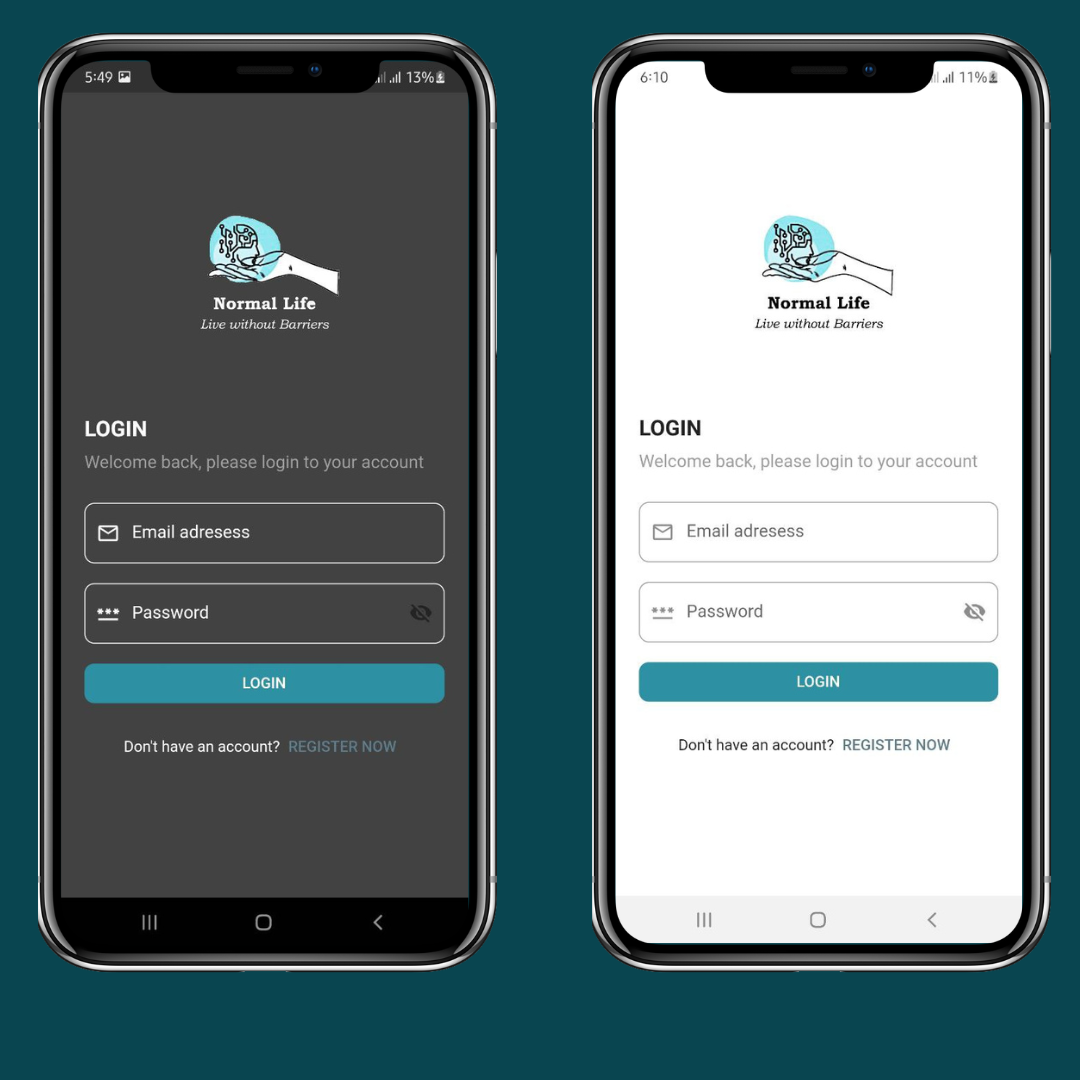 5:49
13%
Normal Life
Live without Barriers
LOGIN
Welcome back, please login to your account
Email adresess
*** Password
LOGIN
Don't have an account? REGISTER NOW
6:10
11%
Normal Life
Live without Barriers
LOGIN
Welcome back, please login to your account
Email adresess
*** Password
LOGIN
Don't have an account? REGISTER NOW